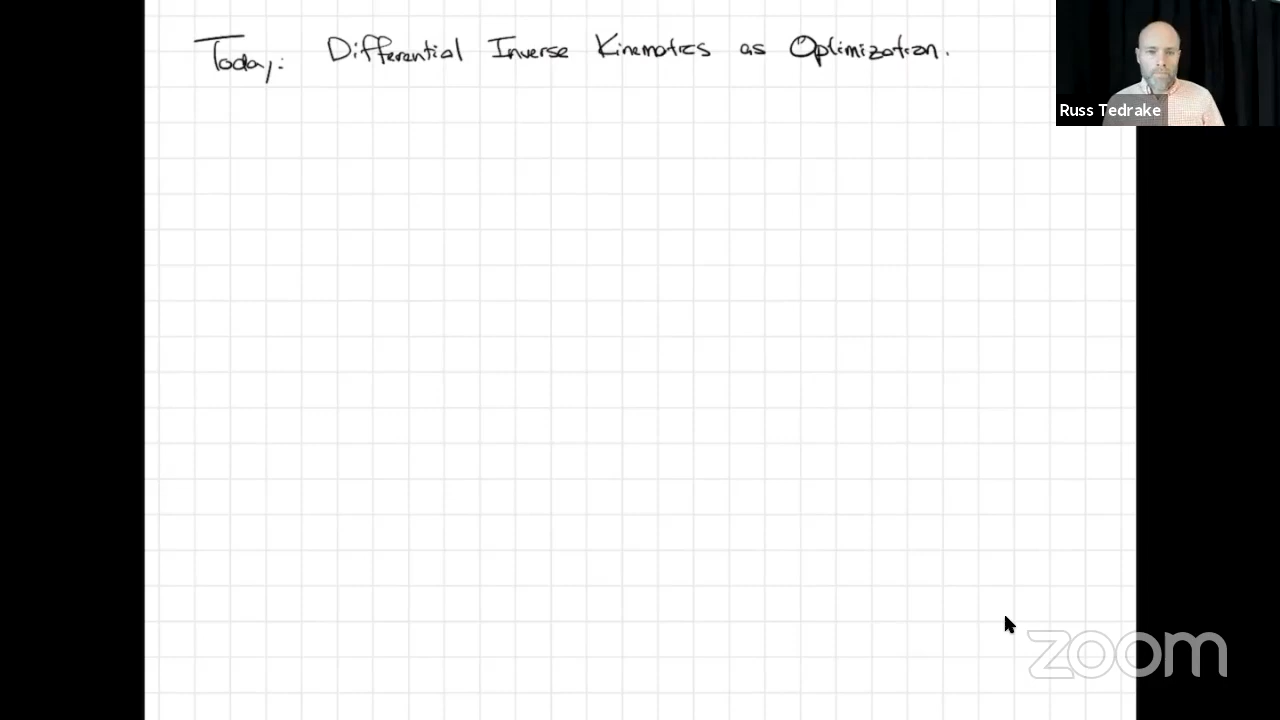 Today: Differential Inverse Kinematics as Optimization.
Russ Tedrake
zoom